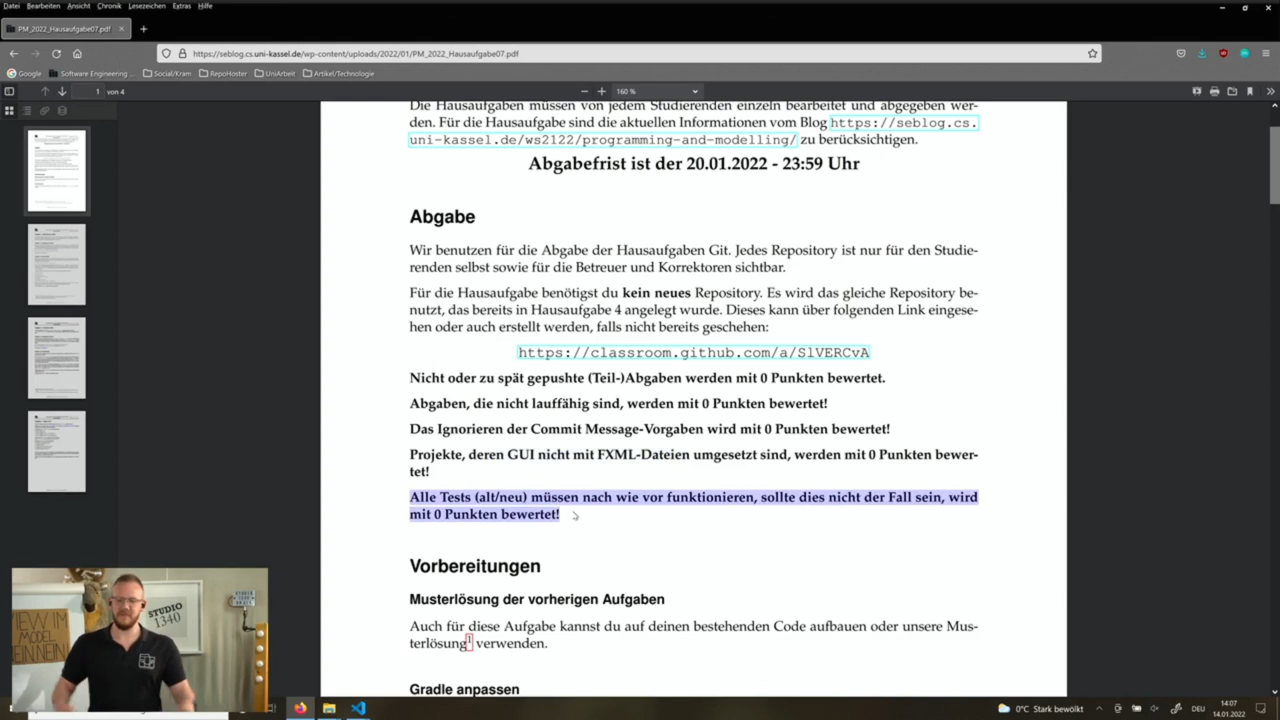 Datei Bearbeiten Ansicht Chronik Lesezeichen Extras Hilfe
PM_2022_Hausaufgabe07.pdf
https://seblog.cs.uni-kassel.de/wp-content/uploads/2022/01/PM_2022_Hausaufgabe07.pdf
Google Software Engineering ... Social/Kram RepoHoster UniArbeit Artikel/Technologie
1 von 4
160 %
Die Hausaufgaben müssen von jedem Studierenden einzeln bearbeitet und abgegeben wer-
den. Für die Hausaufgabe sind die aktuellen Informationen vom Blog https://seblog.cs.
uni-kassel.de/ws2122/programming-and-modelling/ zu berücksichtigen.
Abgabefrist ist der 20.01.2022 - 23:59 Uhr
Abgabe
Wir benutzen für die Abgabe der Hausaufgaben Git. Jedes Repository ist nur für den Studie-
renden selbst sowie für die Betreuer und Korrektoren sichtbar.
Für die Hausaufgabe benötigst du kein neues Repository. Es wird das gleiche Repository be-
nutzt, das bereits in Hausaufgabe 4 angelegt wurde. Dieses kann über folgenden Link eingese-
hen oder auch erstellt werden, falls nicht bereits geschehen:
https://classroom.github.com/a/SlVERCvA
Nicht oder zu spät gepushte (Teil-)Abgaben werden mit 0 Punkten bewertet.
Abgaben, die nicht lauffähig sind, werden mit 0 Punkten bewertet!
Das Ignorieren der Commit Message-Vorgaben wird mit 0 Punkten bewertet!
Projekte, deren GUI nicht mit FXML-Dateien umgesetzt sind, werden mit 0 Punkten bewer-
tet!
Alle Tests (alt/neu) müssen nach wie vor funktionieren, sollte dies nicht der Fall sein, wird
mit 0 Punkten bewertet!
Vorbereitungen
Musterlösung der vorherigen Aufgaben
Auch für diese Aufgabe kannst du auf deinen bestehenden Code aufbauen oder unsere Mus-
terlösung1 verwenden.
Gradle anpassen
VIEW IM
MODEL
EIN NEIN
STUDIO
1340
0°C Stark bewölkt
DEU
14:07
14.01.2022